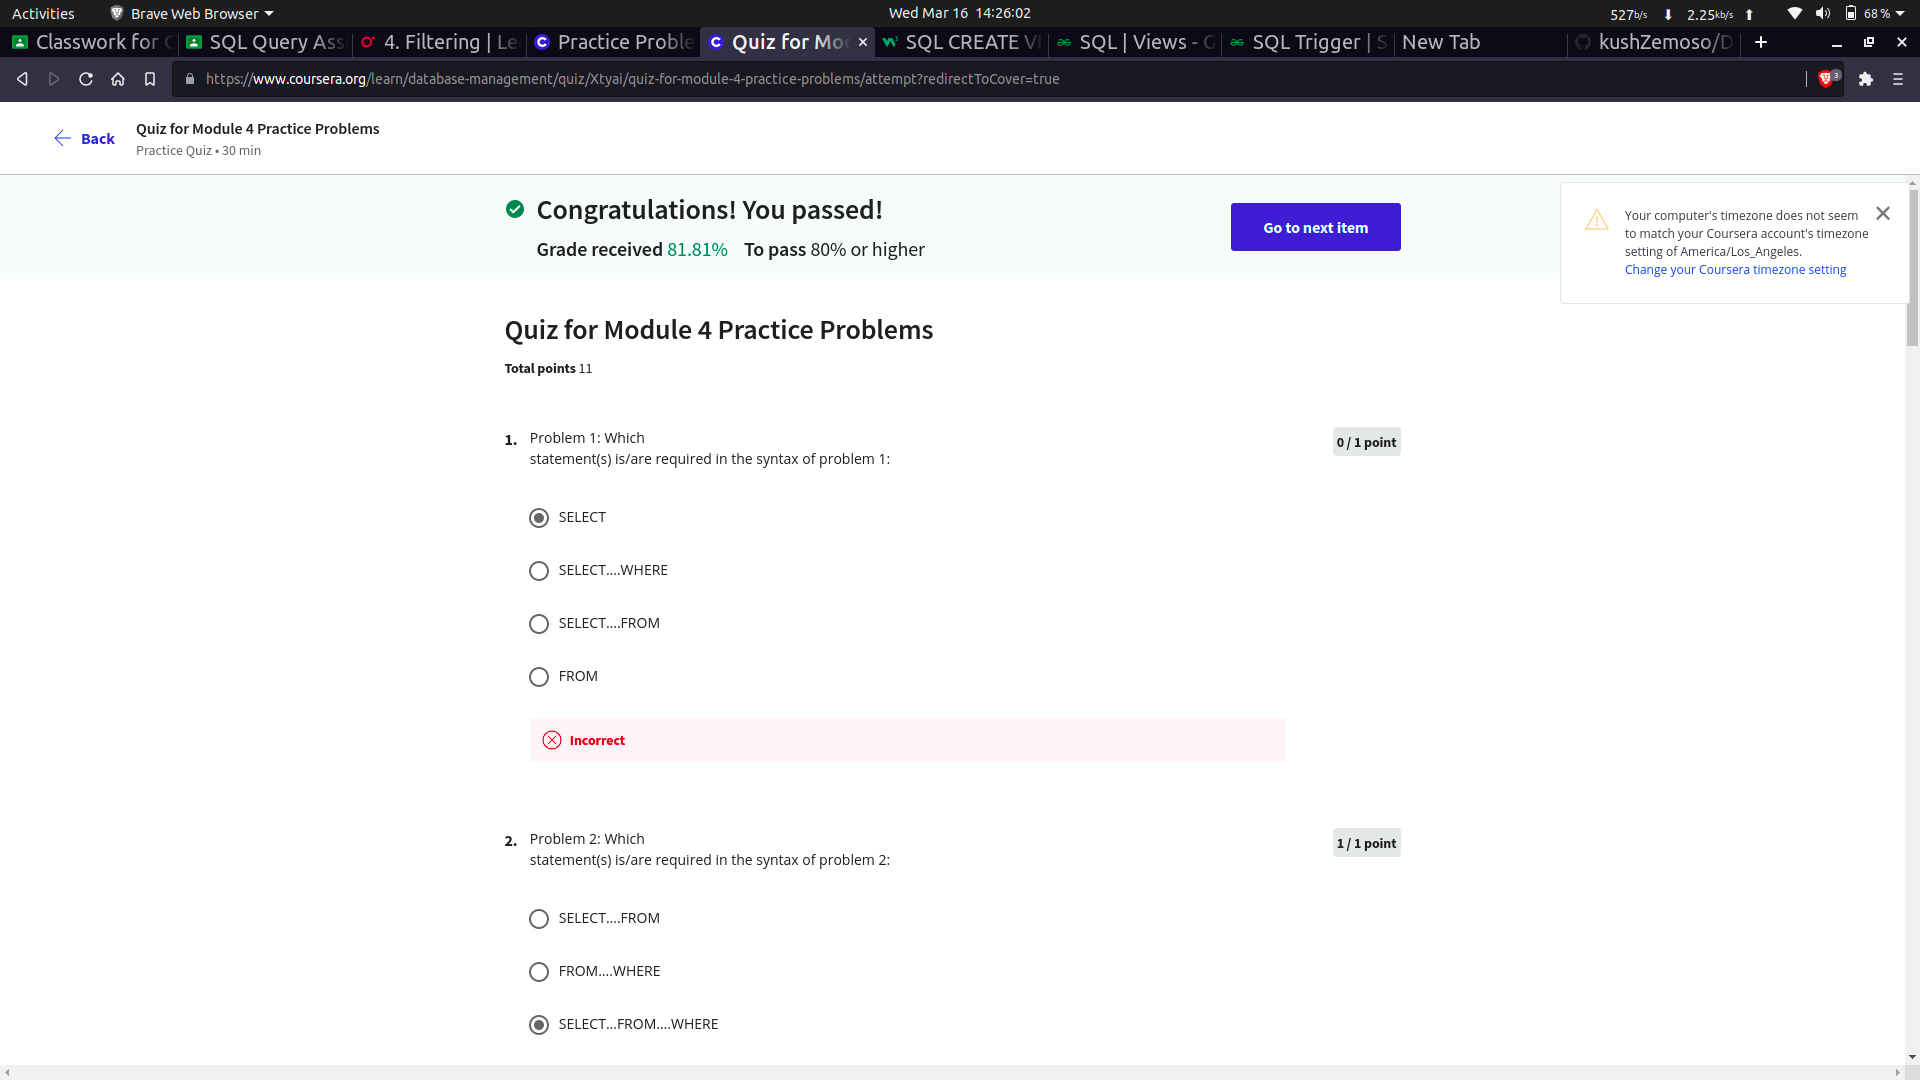 Activities
Brave Web Browser
Wed Mar 16 14:26:02
527b/s 2.25kb/s 68 %
Classwork for
SQL Query Ass
4. Filtering | Le
Practice Proble
Quiz for Mo
SQL CREATE VI
SQL | Views - G
SQL Trigger | S
New Tab
kushZemoso/D
https://www.coursera.org/learn/database-management/quiz/Xtyai/quiz-for-module-4-practice-problems/attempt?redirectToCover=true
3
Back
Quiz for Module 4 Practice Problems
Practice Quiz • 30 min
Congratulations! You passed!
Grade received 81.81% To pass 80% or higher
Go to next item
Your computer's timezone does not seem
to match your Coursera account's timezone
setting of America/Los_Angeles.
Change your Coursera timezone setting
Quiz for Module 4 Practice Problems
Total points 11
1. Problem 1: Which
statement(s) is/are required in the syntax of problem 1:
0 / 1 point
SELECT
SELECT....WHERE
SELECT....FROM
FROM
Incorrect
2. Problem 2: Which
statement(s) is/are required in the syntax of problem 2:
1 / 1 point
SELECT....FROM
FROM....WHERE
SELECT...FROM....WHERE